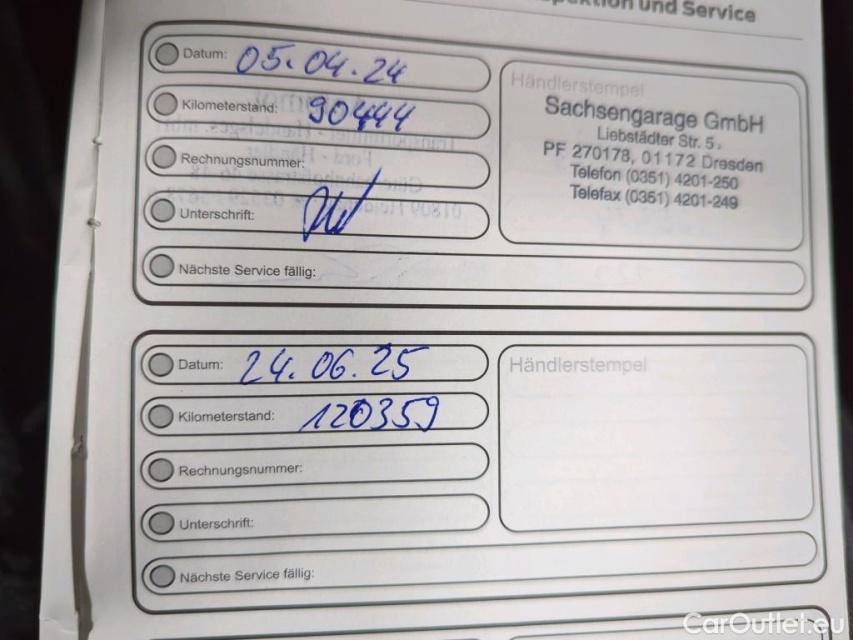 und Service
Datum: 05.04.24
Kilometerstand: 90444
Rechnungsnummer:
Unterschrift:
Nächste Service fällig:
Händlerstempel
Sachsengarage GmbH
Liebstädter Str. 5
PF 270178, 01172 Dresden
Telefon (0351) 4201-250
Telefax (0351) 4201-249
Datum: 24.06.25
Kilometerstand: 120359
Rechnungsnummer:
Unterschrift:
Nächste Service fällig:
Händlerstempel
CarOutlet.eu